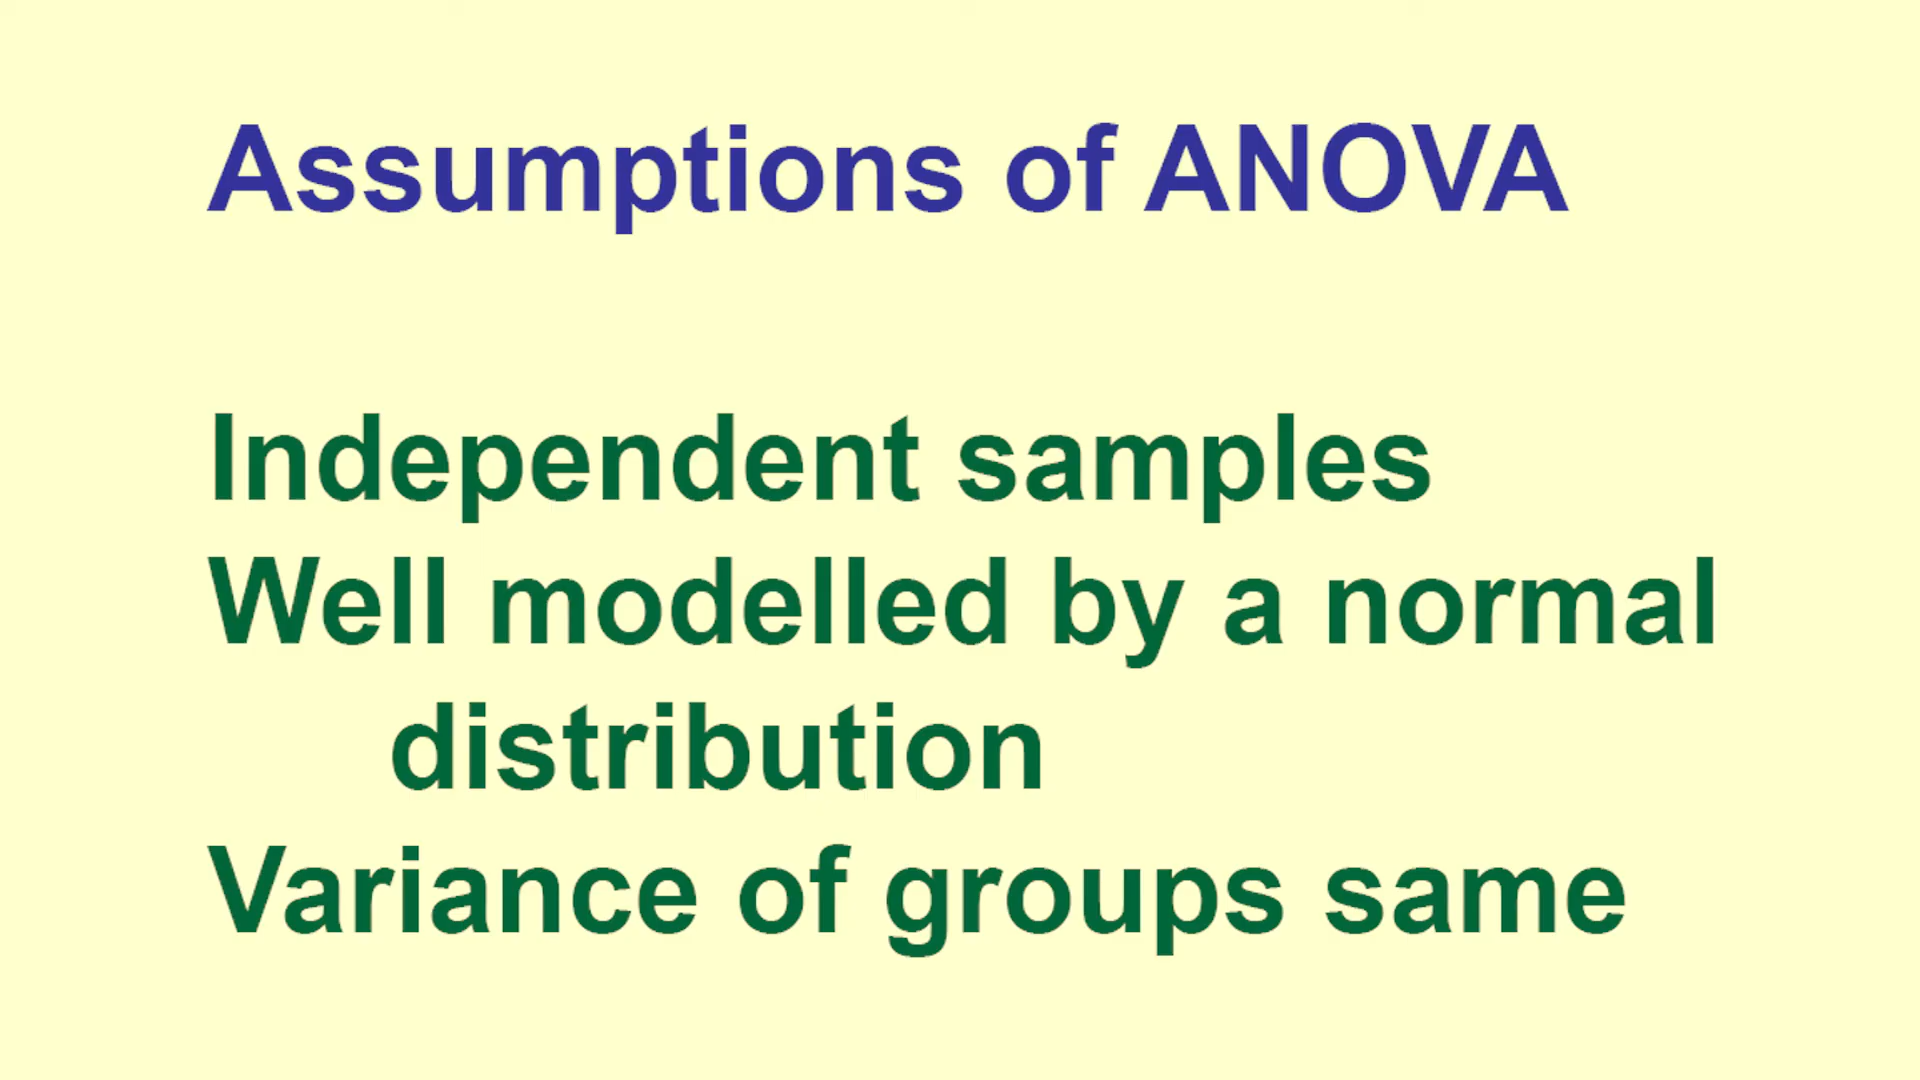 Assumptions of ANOVA
Independent samples
Well modelled by a normal
distribution
Variance of groups same